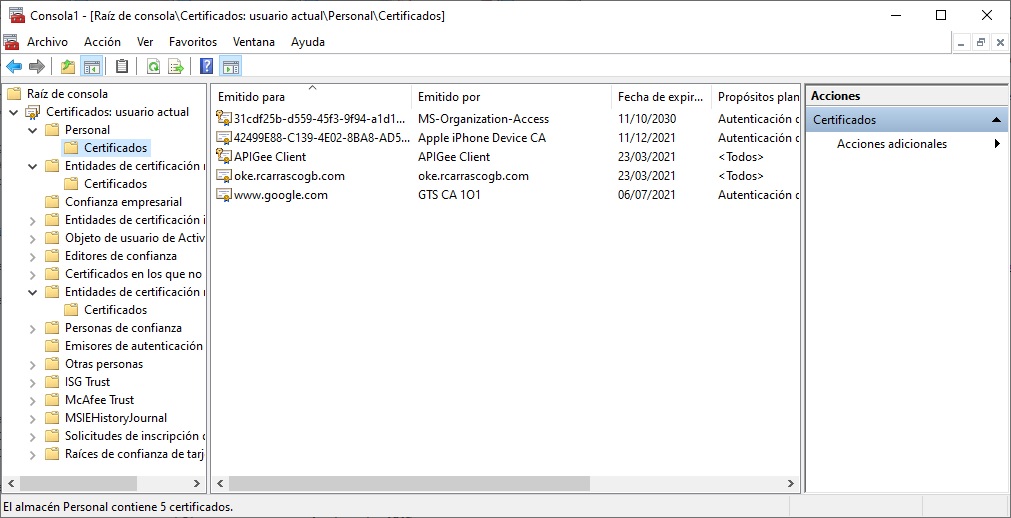 Consola1 - [Raíz de consola\Certificados: usuario actual\Personal\Certificados]
Archivo Acción Ver Favoritos Ventana Ayuda
Raíz de consola
Certificados: usuario actual
Personal
Certificados
Entidades de certificación r
Certificados
Confianza empresarial
Entidades de certificación i
Objeto de usuario de Activ
Editores de confianza
Certificados en los que no
Entidades de certificación r
Certificados
Personas de confianza
Emisores de autenticación
Otras personas
ISG Trust
McAfee Trust
MSIEHistoryJournal
Solicitudes de inscripción c
Raíces de confianza de tarj
Emitido para Emitido por Fecha de expir... Propósitos plan
31cdf25b-d559-45f3-9f94-a1d1... MS-Organization-Access 11/10/2030 Autenticación c
42499E88-C139-4E02-8BA8-AD5... Apple iPhone Device CA 11/12/2021 Autenticación c
APIGee Client APIGee Client 23/03/2021 <Todos>
oke.rcarrascogb.com oke.rcarrascogb.com 23/03/2021 <Todos>
www.google.com GTS CA 1O1 06/07/2021 Autenticación c
Acciones
Certificados
Acciones adicionales
El almacén Personal contiene 5 certificados.